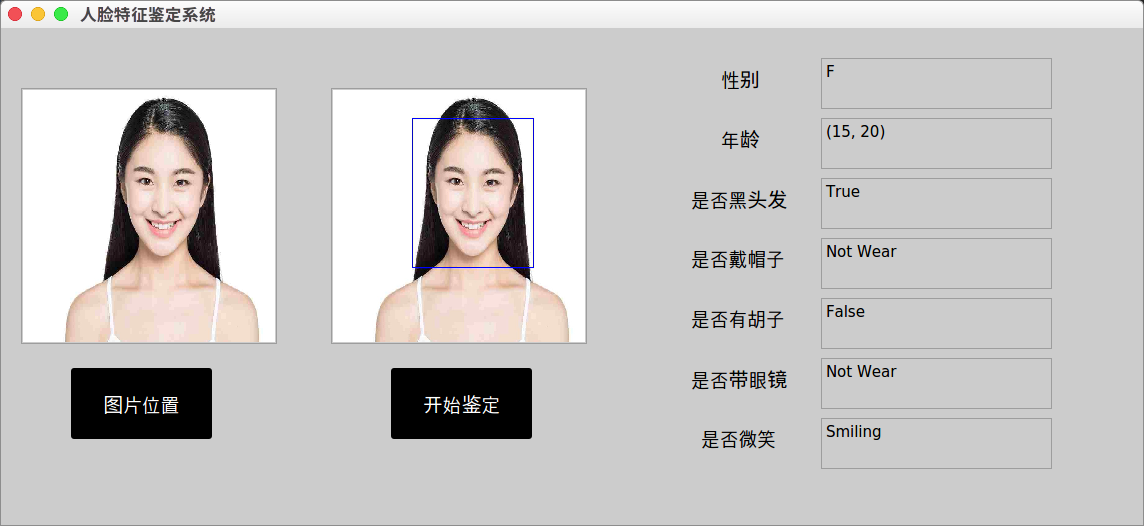 人脸特征鉴定系统
性别
F
年龄
(15, 20)
是否黑头发
True
是否戴帽子
Not Wear
是否有胡子
False
是否带眼镜
Not Wear
是否微笑
Smiling
图片位置
开始鉴定